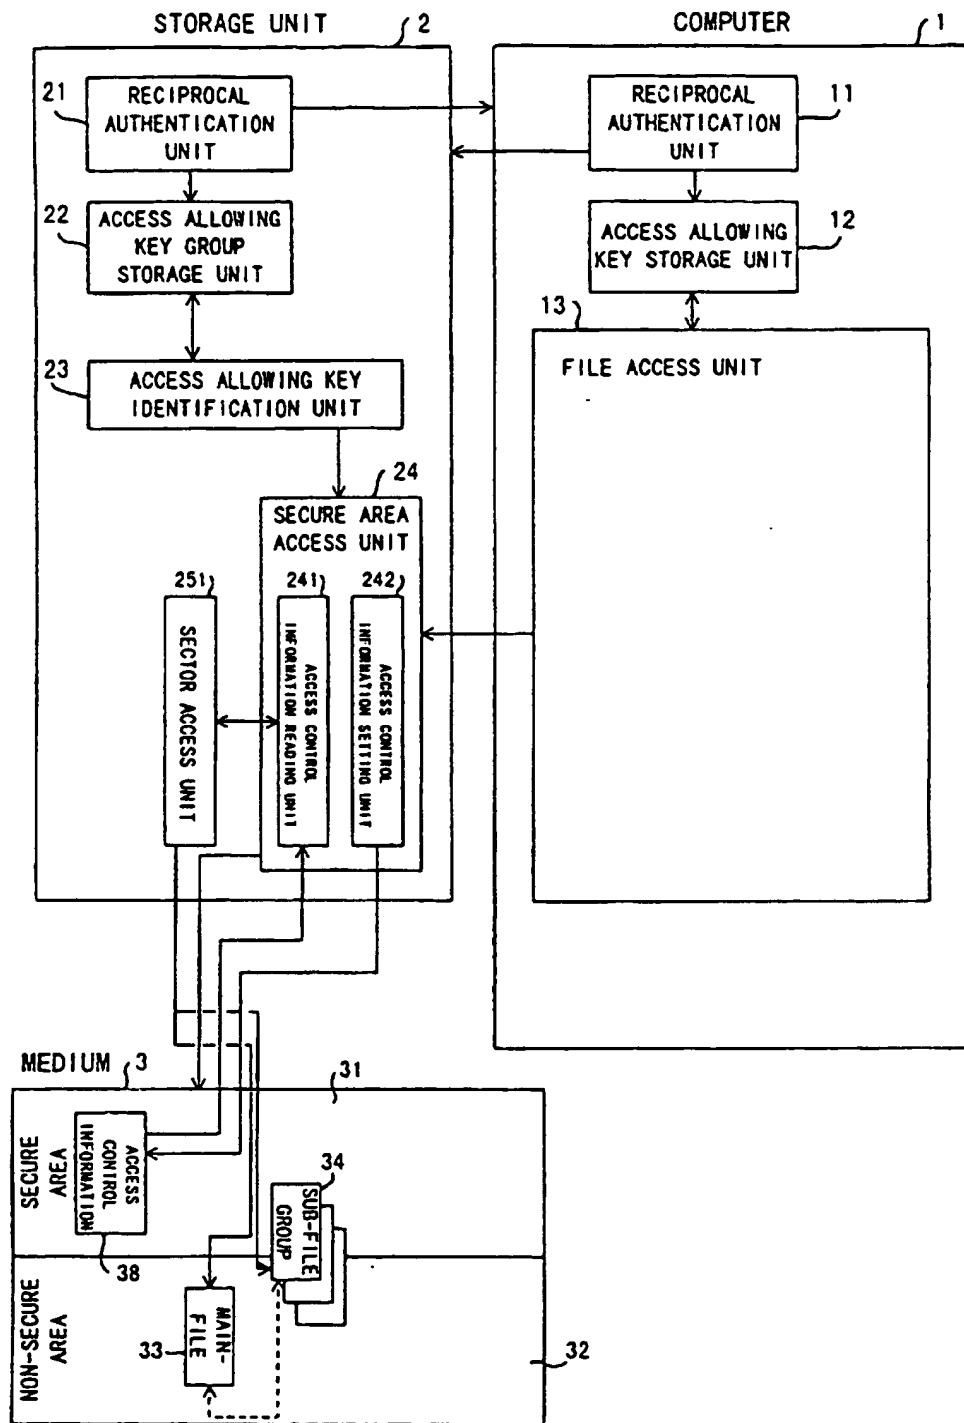 STORAGE UNIT
2
COMPUTER
1
21
RECIPROCAL
AUTHENTICATION
UNIT
RECIPROCAL
AUTHENTICATION
UNIT
11
22
ACCESS ALLOWING
KEY GROUP
STORAGE UNIT
ACCESS ALLOWING
KEY STORAGE UNIT
12
13
FILE ACCESS UNIT
23
ACCESS ALLOWING KEY
IDENTIFICATION UNIT
24
SECURE AREA
ACCESS UNIT
251
241
242
SECTOR ACCESS UNIT
ACCESS CONTROL
INFORMATION READING UNIT
ACCESS CONTROL
INFORMATION SETTING UNIT
MEDIUM
3
31
SECURE
AREA
ACCESS
CONTROL
INFORMATION
38
34
SUB-FILE
GROUP
NON-SECURE
AREA
33
MAIN-
FILE
32